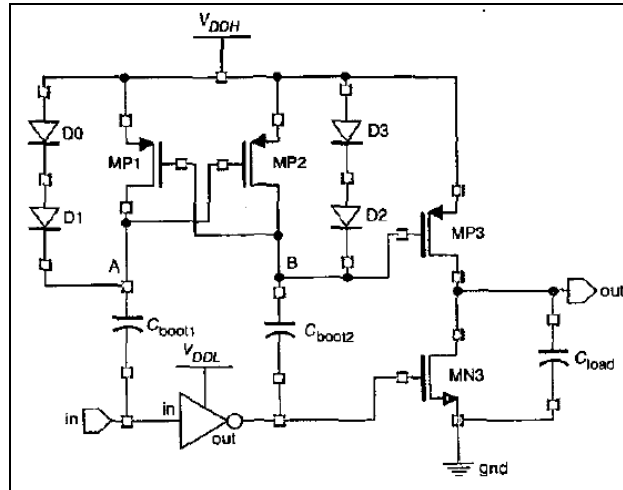 VDDH
D0
MP1
MP2
D3
D1
D2
MP3
A
B
out
Cboot1
Cboot2
VDDL
Cload
MN3
in
in
out
gnd